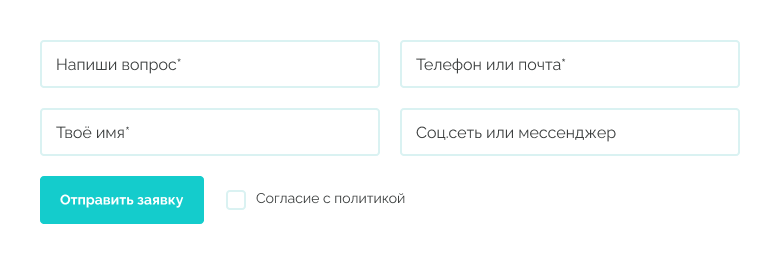 Напиши вопрос*
Телефон или почта*
Твоё имя*
Соц.сеть или мессенджер
Отправить заявку
Согласие с политикой